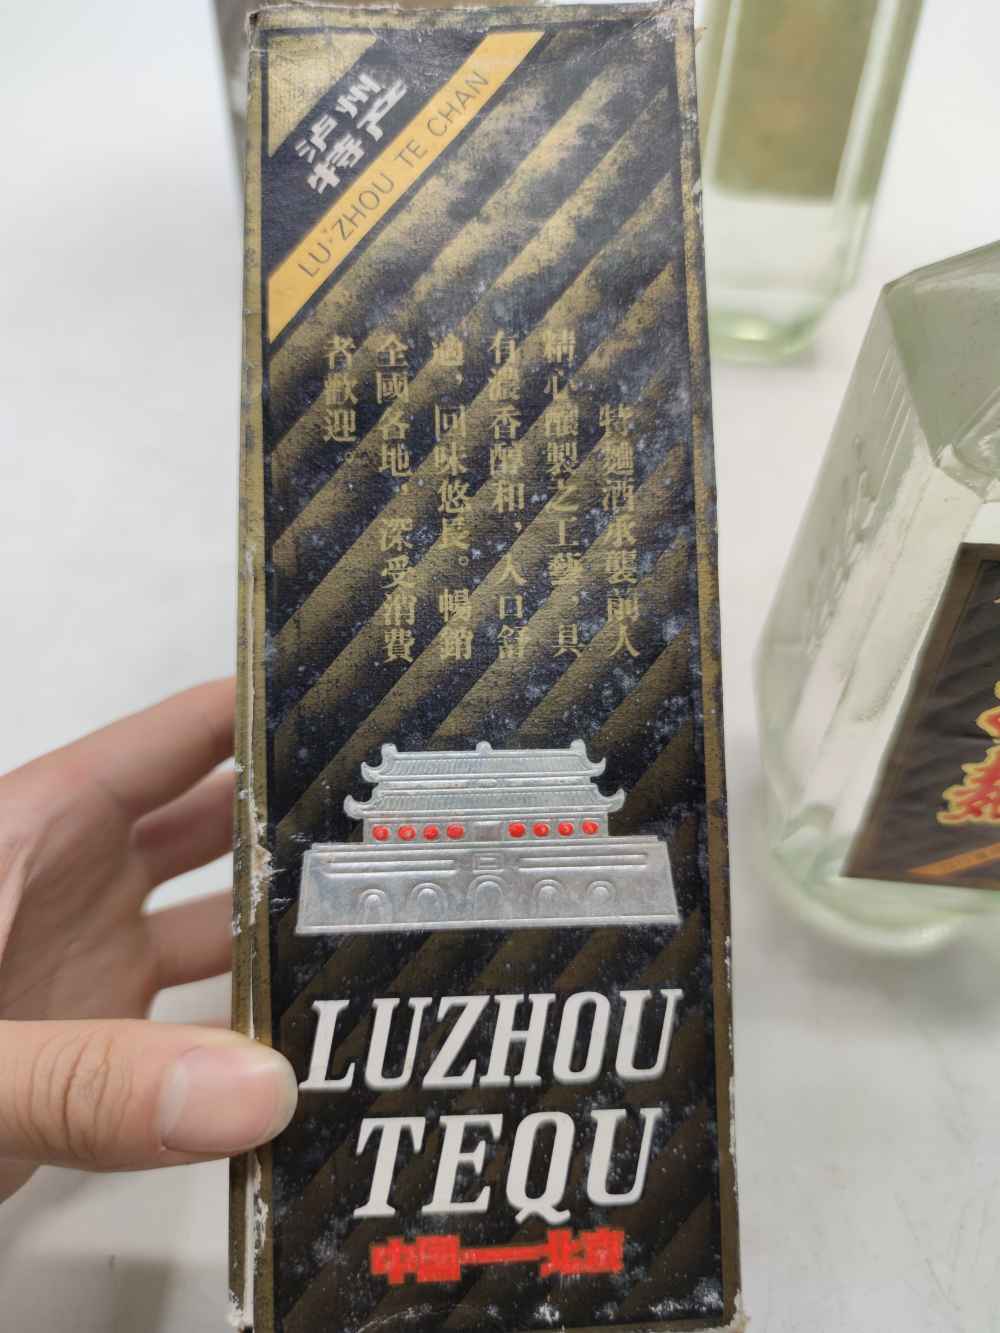 泸州
特产
LU ZHOU TE CHAN
特麯酒承襲前人
精心釀製之工藝，具
有濃香醇和，入口舒
適，回味悠長。暢銷
全國各地，深受消費
者歡迎。
LUZHOU
TEQU
中國——北京